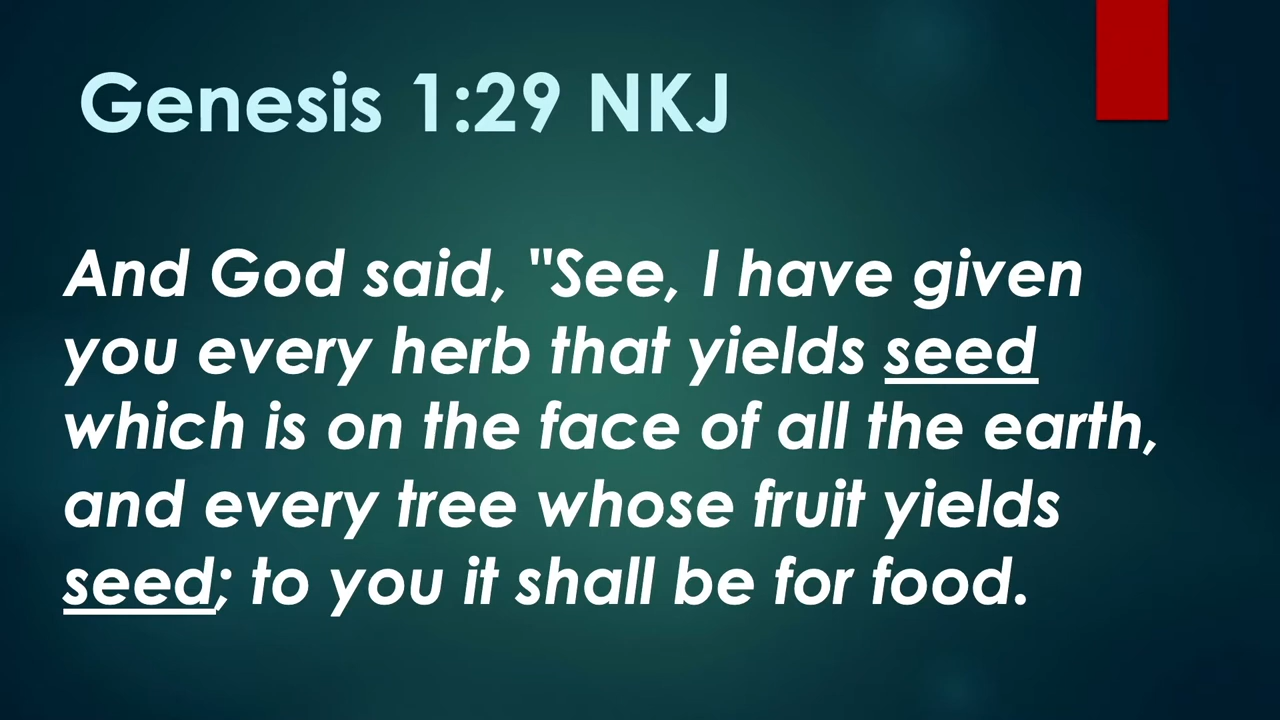 Genesis 1:29 NKJ
And God said, "See, I have given
you every herb that yields seed
which is on the face of all the earth,
and every tree whose fruit yields
seed; to you it shall be for food.